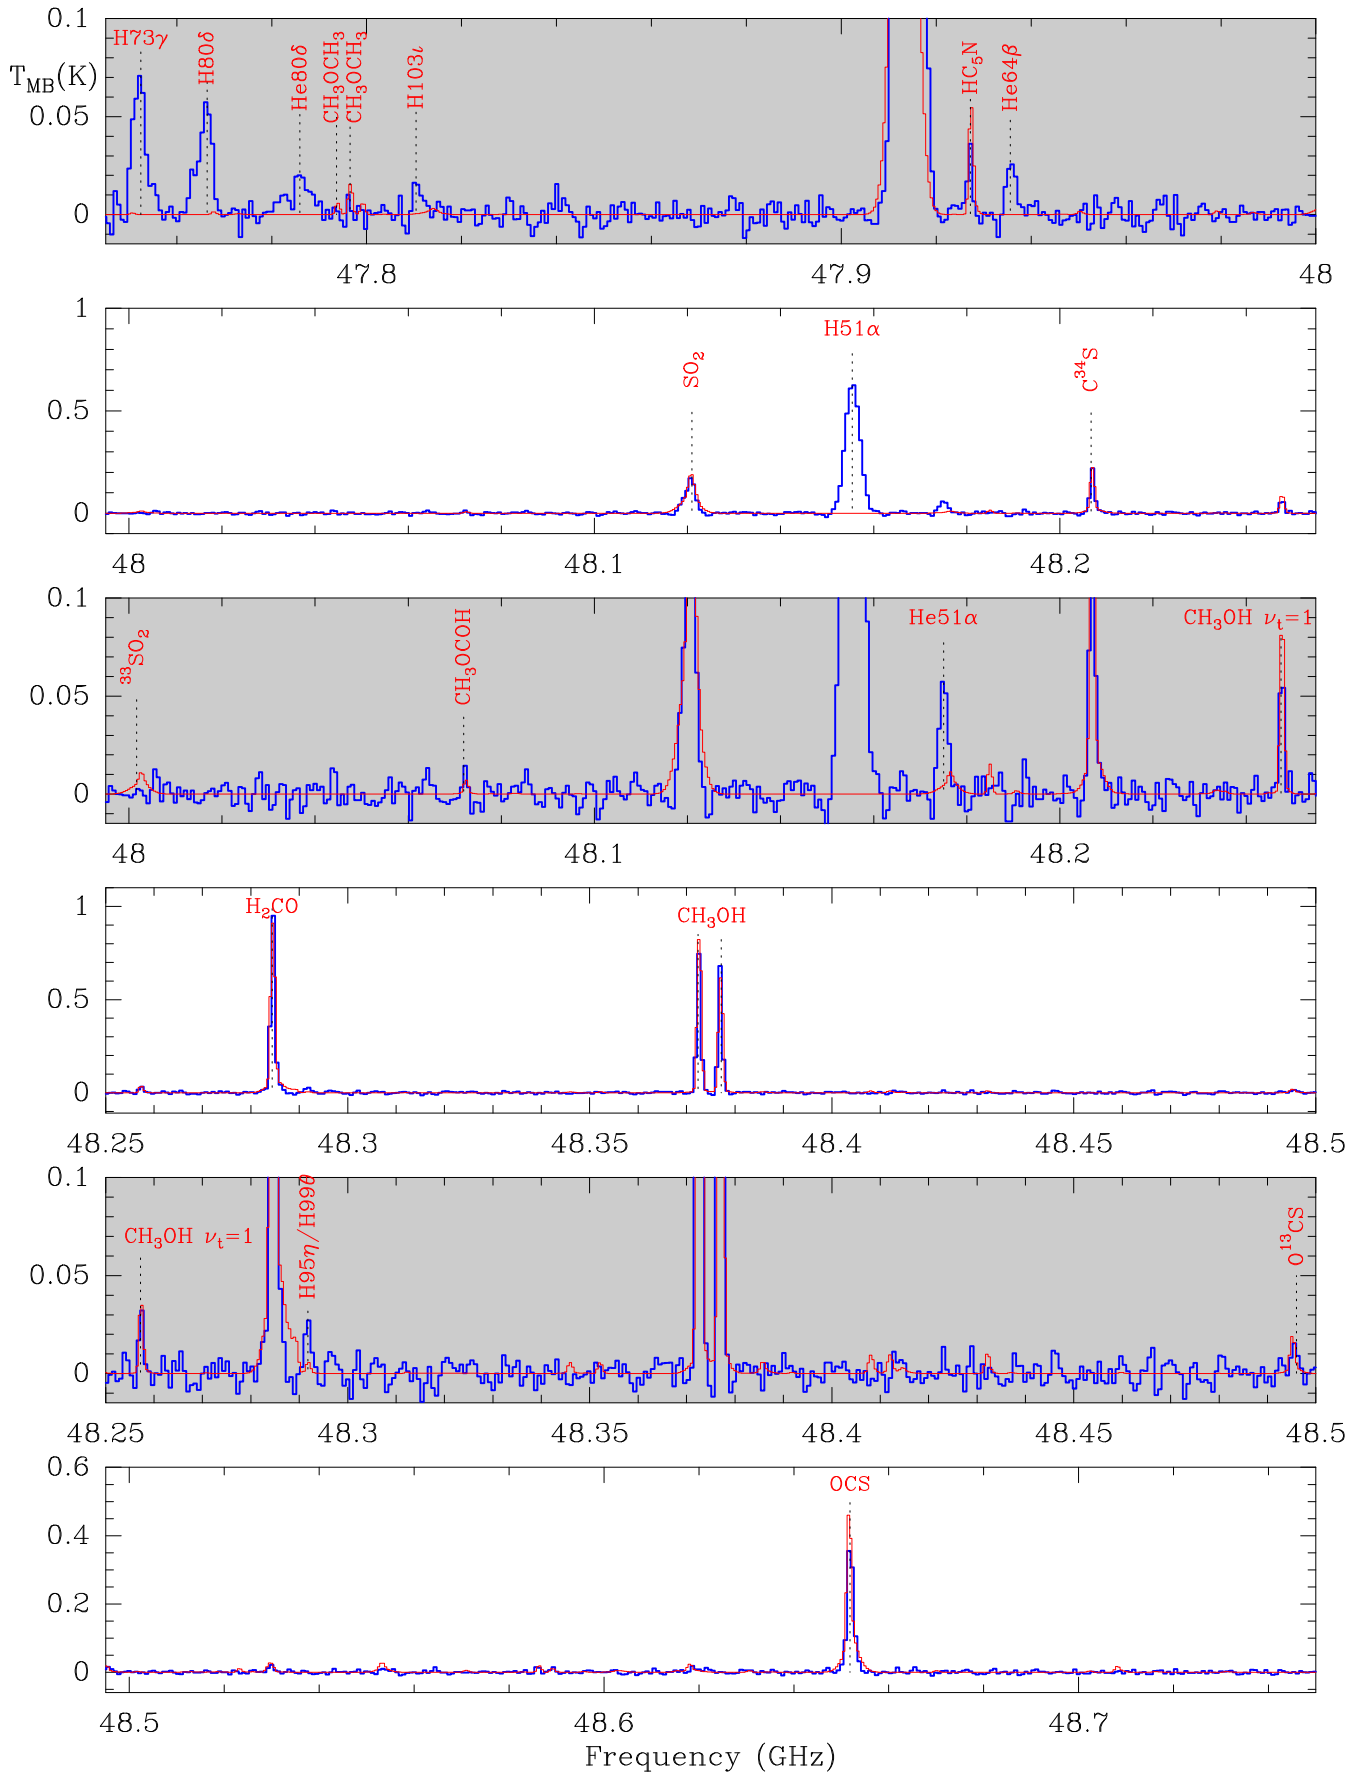 0.1
T_MB(K)
0.05
0
H73γ
H80δ
He80δ
CH₃OCH₃
CH₃OCH₃
H103ι
HC₅N
He64β
47.8 47.9 48
1
0.5
0
SO₂
H51α
C³⁴S
48 48.1 48.2
0.1
0.05
0
³³SO₂
CH₃OCOH
He51α
CH₃OH ν_t=1
48 48.1 48.2
1
0.5
0
H₂CO
CH₃OH
48.25 48.3 48.35 48.4 48.45 48.5
0.1
0.05
0
CH₃OH ν_t=1
H95η/H99θ
O¹³CS
48.25 48.3 48.35 48.4 48.45 48.5
0.6
0.4
0.2
0
OCS
48.5 48.6 48.7
Frequency (GHz)